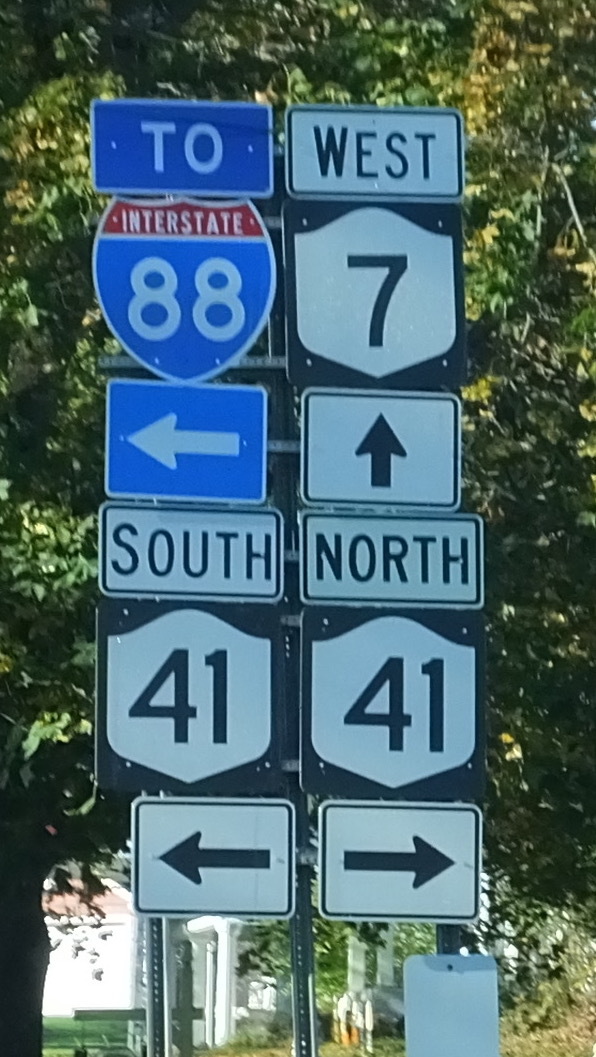 TO
INTERSTATE
88
WEST
7
SOUTH
41
NORTH
41